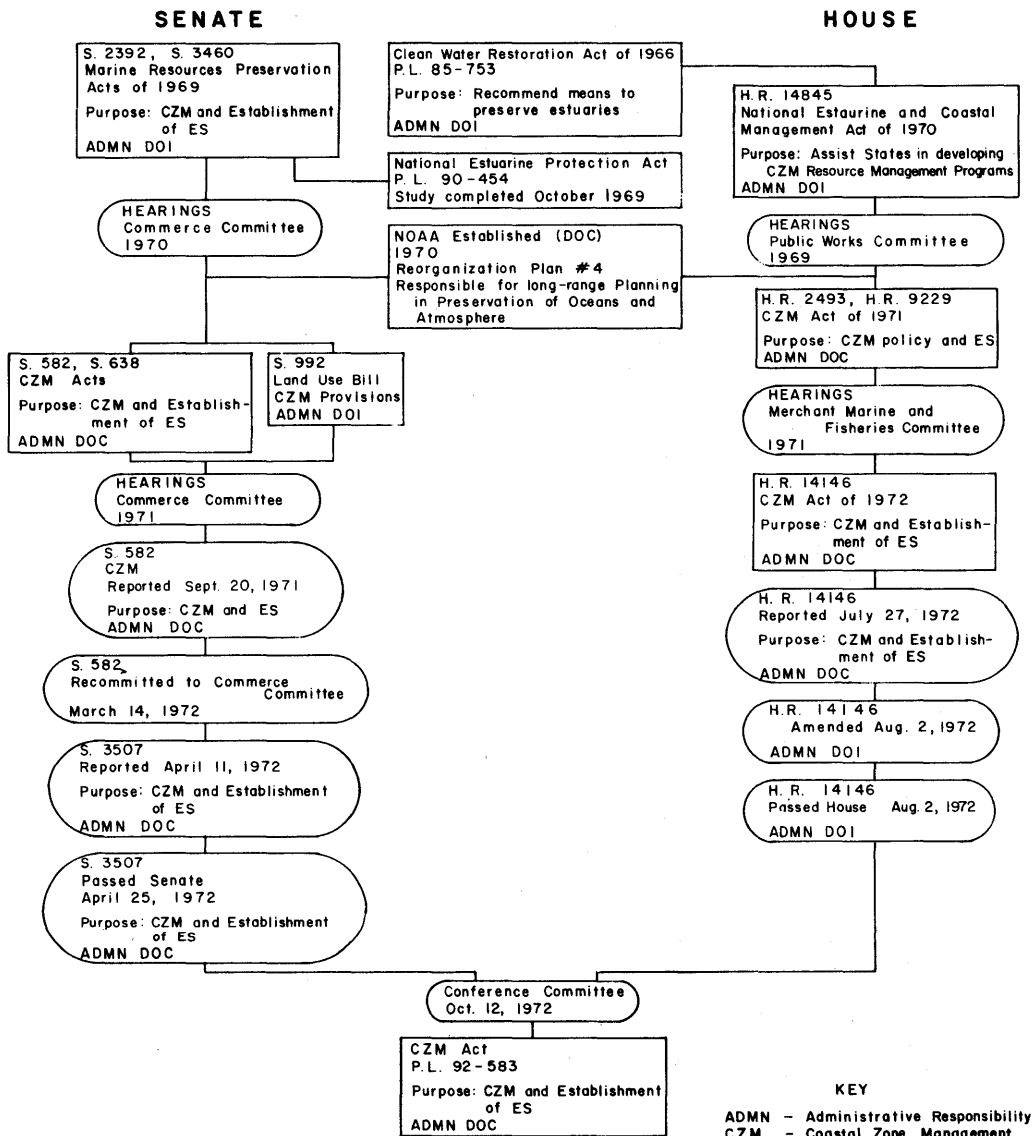 SENATE
S. 2392, S. 3460
Marine Resources Preservation
Acts of 1969
Purpose: CZM and Establishment
of ES
ADMN DOI
HEARINGS
Commerce Committee
1970
S. 582, S. 638
CZM Acts
Purpose: CZM and Establish-
ment of ES
ADMN DOC
S. 992
Land Use Bill
CZM Provisions
ADMN DOI
HEARINGS
Commerce Committee
1971
S. 582
CZM
Reported Sept. 20, 1971
Purpose: CZM and ES
ADMN DOC
S. 582
Recommitted to Commerce
Committee
March 14, 1972
S. 3507
Reported April 11, 1972
Purpose: CZM and Establishment
of ES
ADMN DOC
S. 3507
Passed Senate
April 25, 1972
Purpose: CZM and Establishment
of ES
ADMN DOC
Clean Water Restoration Act of 1966
P.L. 85-753
Purpose: Recommend means to
preserve estuaries
ADMN DOI
National Estuarine Protection Act
P. L. 90-454
Study completed October 1969
NOAA Established (DOC)
1970
Reorganization Plan #4
Responsible for long-range Planning
in Preservation of Oceans and
Atmosphere
HOUSE
H.R. 14845
National Estaurine and Coastal
Management Act of 1970
Purpose: Assist States in developing
CZM Resource Management Programs
ADMN DOI
HEARINGS
Public Works Committee
1969
H.R. 2493, H.R. 9229
CZM Act of 1971
Purpose: CZM policy and ES
ADMN DOC
HEARINGS
Merchant Marine and
Fisheries Committee
1971
H.R. 14146
CZM Act of 1972
Purpose: CZM and Establish-
ment of ES
ADMN DOC
H. R. 14146
Reported July 27, 1972
Purpose: CZM and Establish-
ment of ES
ADMN DOC
H.R. 14146
Amended Aug. 2, 1972
ADMN DOI
H. R. 14146
Passed House Aug. 2, 1972
ADMN DOI
Conference Committee
Oct. 12, 1972
CZM Act
P.L. 92-583
Purpose: CZM and Establishment
of ES
ADMN DOC
KEY
ADMN - Administrative Responsibility
CZM - Coastal Zone Management